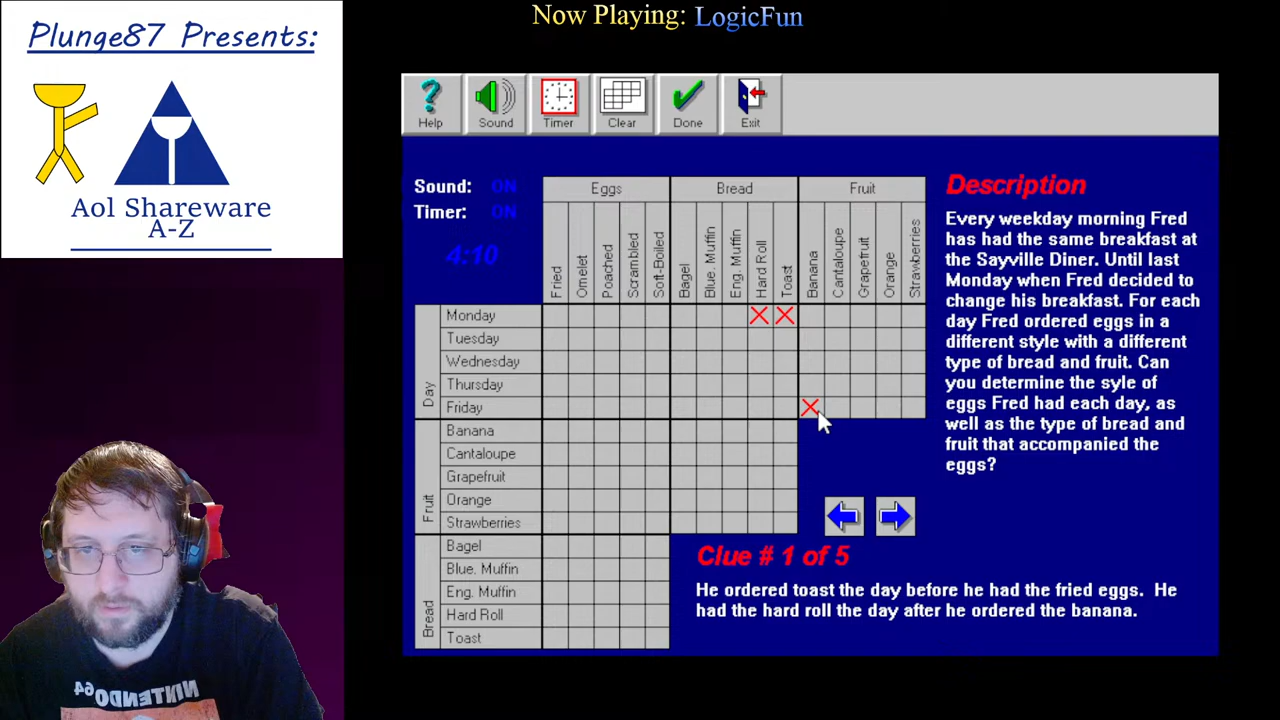 Now Playing: LogicFun
Plunge87 Presents:
Aol Shareware
A-Z
Help
Sound
Timer
Clear
Done
Exit
Sound: ON
Timer: ON
4:10
Eggs
Bread
Fruit
Fried
Omelet
Poached
Scrambled
Soft-Boiled
Bagel
Blue. Muffin
Eng. Muffin
Hard Roll
Toast
Banana
Cantaloupe
Grapefruit
Orange
Strawberries
Day
Monday
Tuesday
Wednesday
Thursday
Friday
Fruit
Banana
Cantaloupe
Grapefruit
Orange
Strawberries
Bread
Bagel
Blue. Muffin
Eng. Muffin
Hard Roll
Toast
Description
Every weekday morning Fred
has had the same breakfast at
the Sayville Diner. Until last
Monday when Fred decided to
change his breakfast. For each
day Fred ordered eggs in a
different style with a different
type of bread and fruit. Can
you determine the syle of
eggs Fred had each day, as
well as the type of bread and
fruit that accompanied the
eggs?
Clue # 1 of 5
He ordered toast the day before he had the fried eggs. He
had the hard roll the day after he ordered the banana.
NINTENDO64